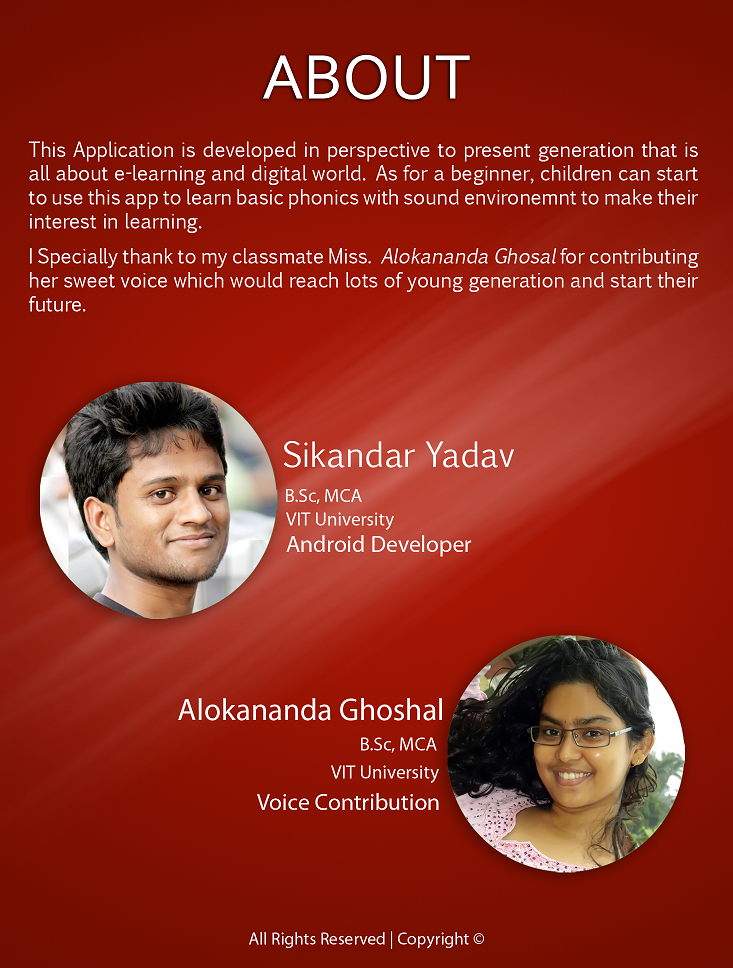 ABOUT
This Application is developed in perspective to present generation that is
all about e-learning and digital world. As for a beginner, children can start
to use this app to learn basic phonics with sound environemnt to make their
interest in learning.
I Specially thank to my classmate Miss. Alokananda Ghosal for contributing
her sweet voice which would reach lots of young generation and start their
future.
Sikandar Yadav
B.Sc, MCA
VIT University
Android Developer
Alokananda Ghoshal
B.Sc, MCA
VIT University
Voice Contribution
All Rights Reserved | Copyright ©